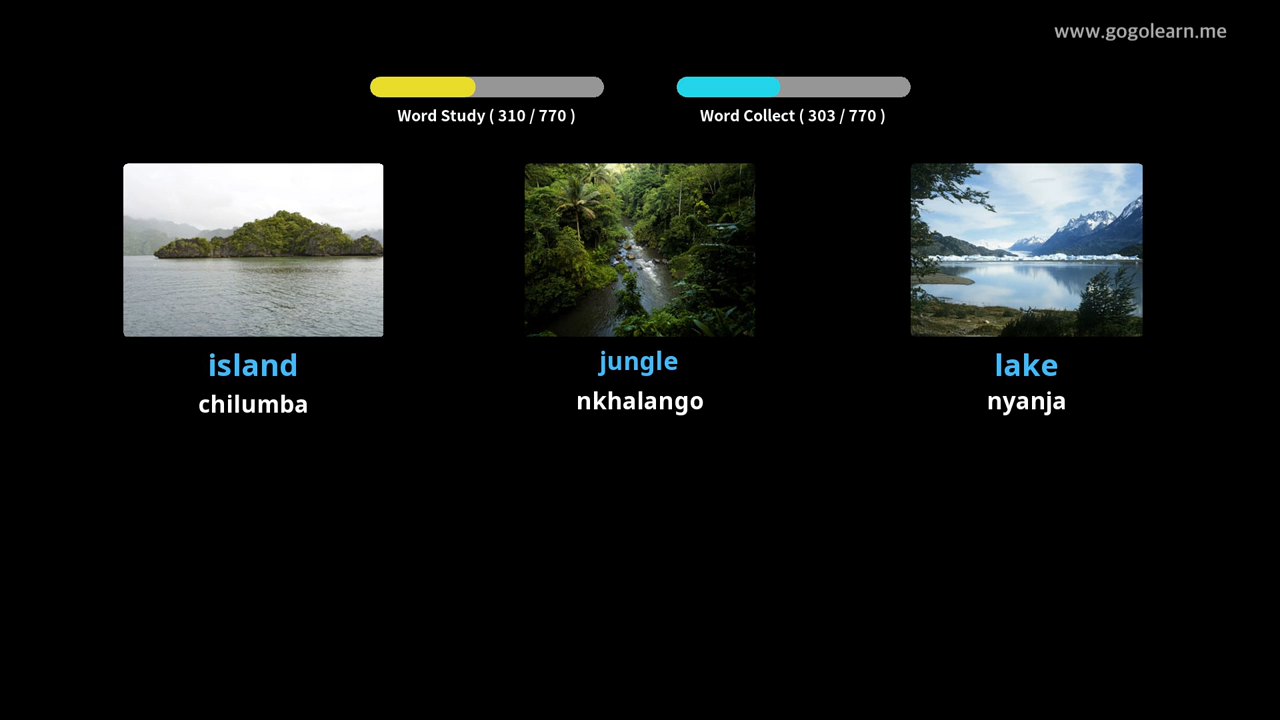 www.gogolearn.me
Word Study ( 310 / 770 )
Word Collect ( 303 / 770 )
island
jungle
lake
chilumba
nkhalango
nyanja